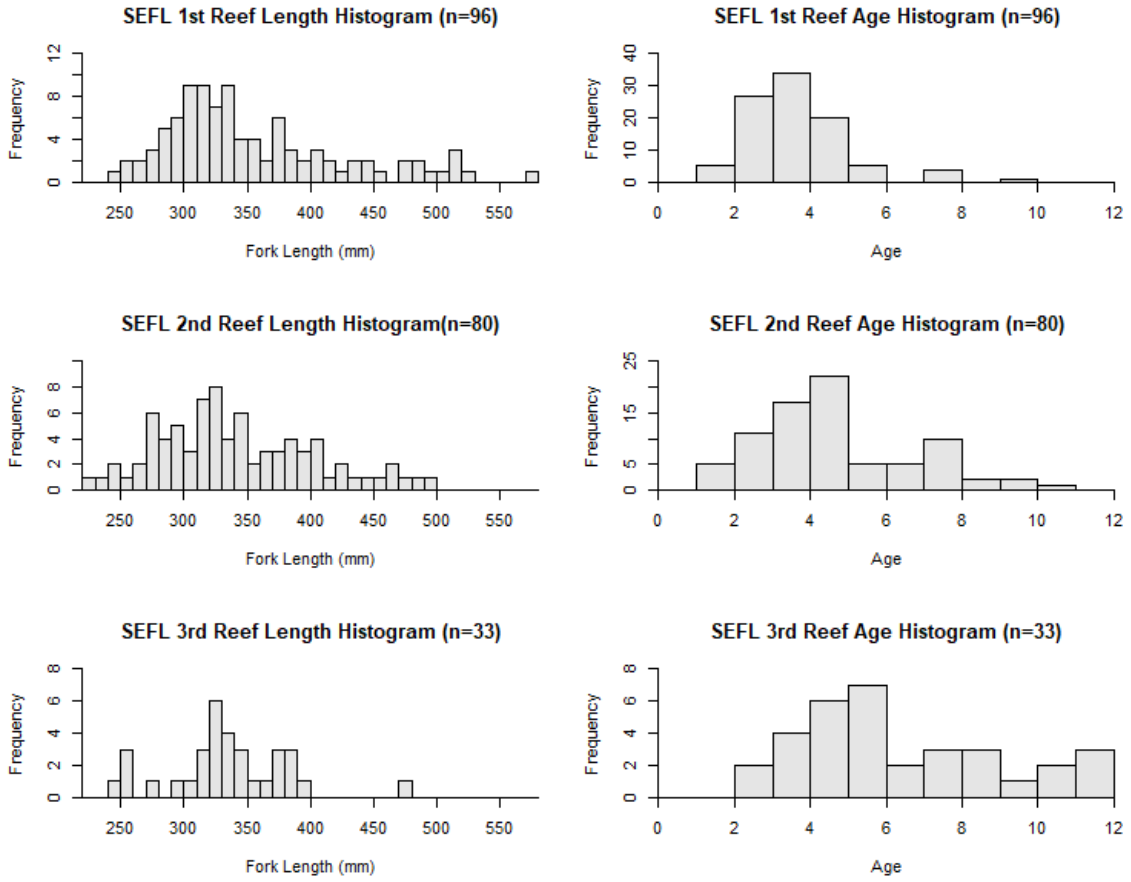 SEFL 1st Reef Length Histogram (n=96)
Frequency
12
8
4
0
250 300 350 400 450 500 550
Fork Length (mm)
SEFL 1st Reef Age Histogram (n=96)
Frequency
40
30
20
10
0
0 2 4 6 8 10 12
Age
SEFL 2nd Reef Length Histogram(n=80)
Frequency
8
6
4
2
0
250 300 350 400 450 500 550
Fork Length (mm)
SEFL 2nd Reef Age Histogram (n=80)
Frequency
25
15
5
0
0 2 4 6 8 10 12
Age
SEFL 3rd Reef Length Histogram (n=33)
Frequency
8
6
4
2
0
250 300 350 400 450 500 550
Fork Length (mm)
SEFL 3rd Reef Age Histogram (n=33)
Frequency
8
6
4
2
0
0 2 4 6 8 10 12
Age